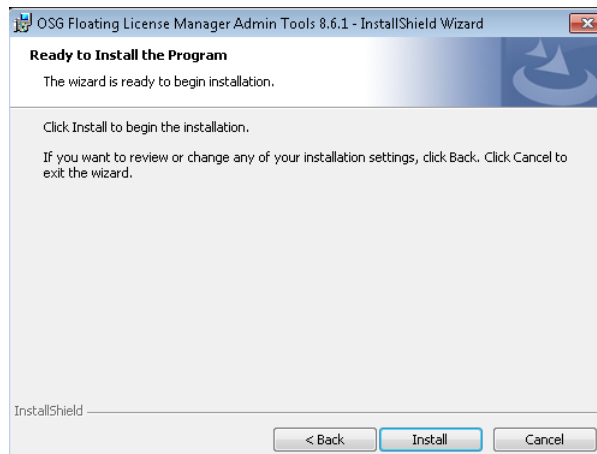 OSG Floating License Manager Admin Tools 8.6.1 - InstallShield Wizard
Ready to Install the Program
The wizard is ready to begin installation.
Click Install to begin the installation.
If you want to review or change any of your installation settings, click Back. Click Cancel to
exit the wizard.
InstallShield
< Back
Install
Cancel